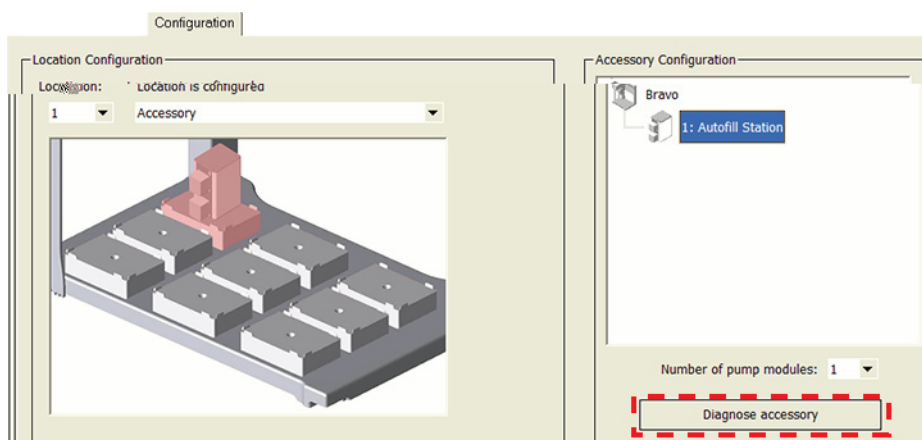 Configuration
Location Configuration
Accessory Configuration
Location is configured
1
Accessory
Bravo
1: Autofill Station
Number of pump modules: 1
Diagnose accessory